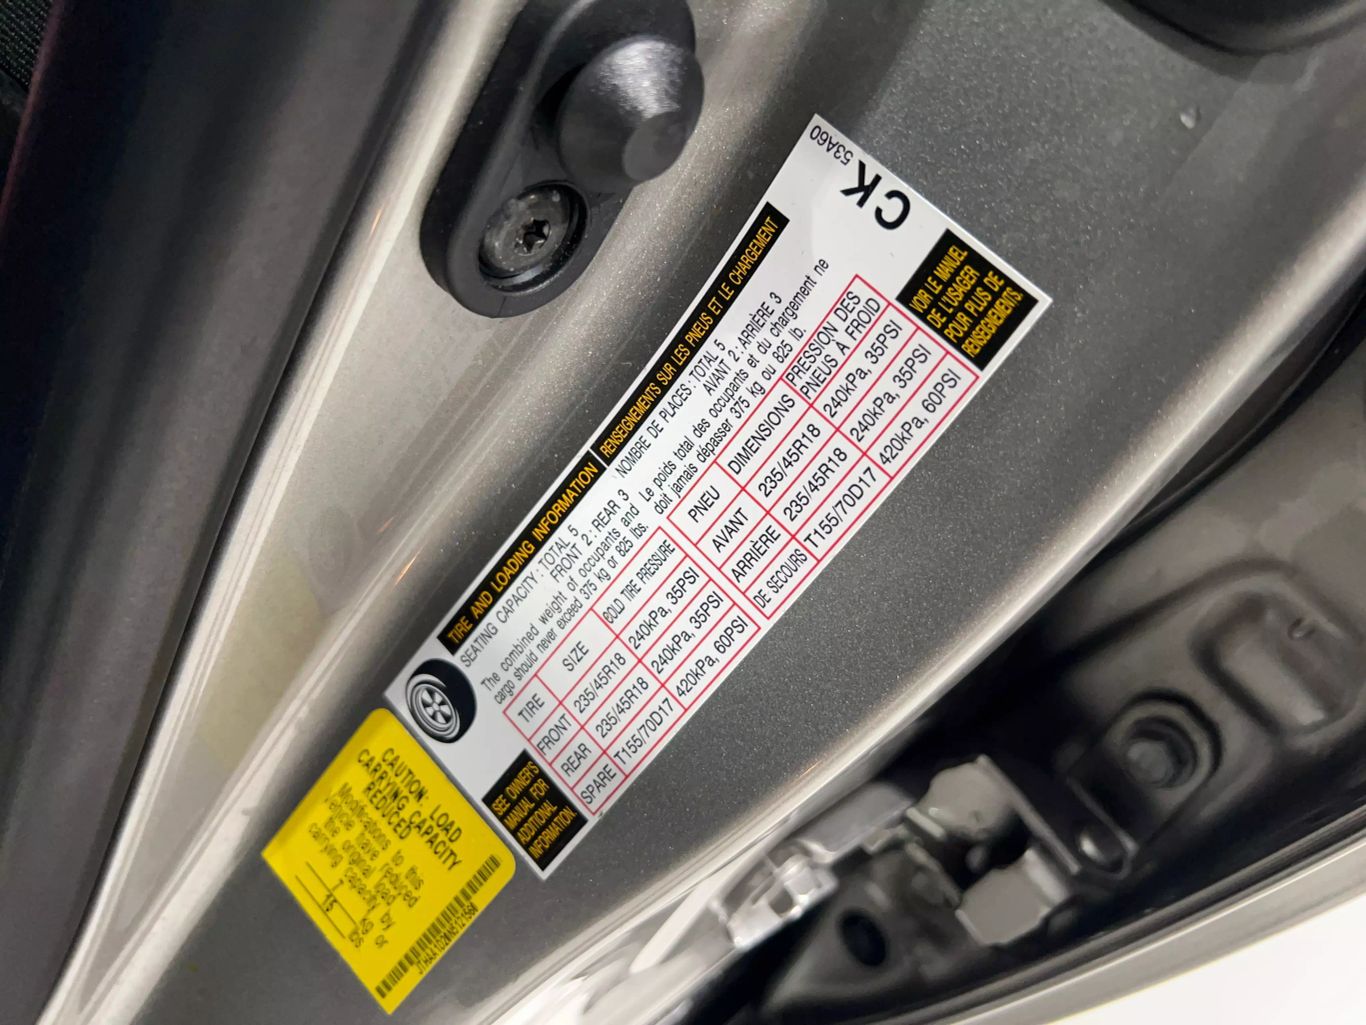 TIRE AND LOADING INFORMATION
RENSEIGNEMENTS SUR LES PNEUS ET LE CHARGEMENT
SEATING CAPACITY : TOTAL 5
FRONT 2 : REAR 3
The combined weight of occupants and
cargo should never exceed 375 kg or 825 lbs.
TIRE SIZE COLD TIRE PRESSURE
FRONT 235/45R18 240kPa, 35PSI
REAR 235/45R18 240kPa, 35PSI
SPARE T155/70D17 420kPa, 60PSI
SEE OWNER'S
MANUAL FOR
ADDITIONAL
INFORMATION
NOMBRE DE PLACES : TOTAL 5
AVANT 2 : ARRIÈRE 3
Le poids total des occupants et du chargement ne
doit jamais dépasser 375 kg ou 825 lb.
PNEU DIMENSIONS PRESSION DES
PNEUS À FROID
AVANT 235/45R18 240kPa, 35PSI
ARRIÈRE 235/45R18 240kPa, 35PSI
DE SECOURS T155/70D17 420kPa, 60PSI
VOIR LE MANUEL
DE L'USAGER
POUR PLUS DE
RENSEIGNEMENTS
53A60
CK
CAUTION: LOAD
CARRYING CAPACITY
REDUCED
Modifications to this
vehicle have reduced
the original load
carrying capacity by
7 kg or
15 lbs